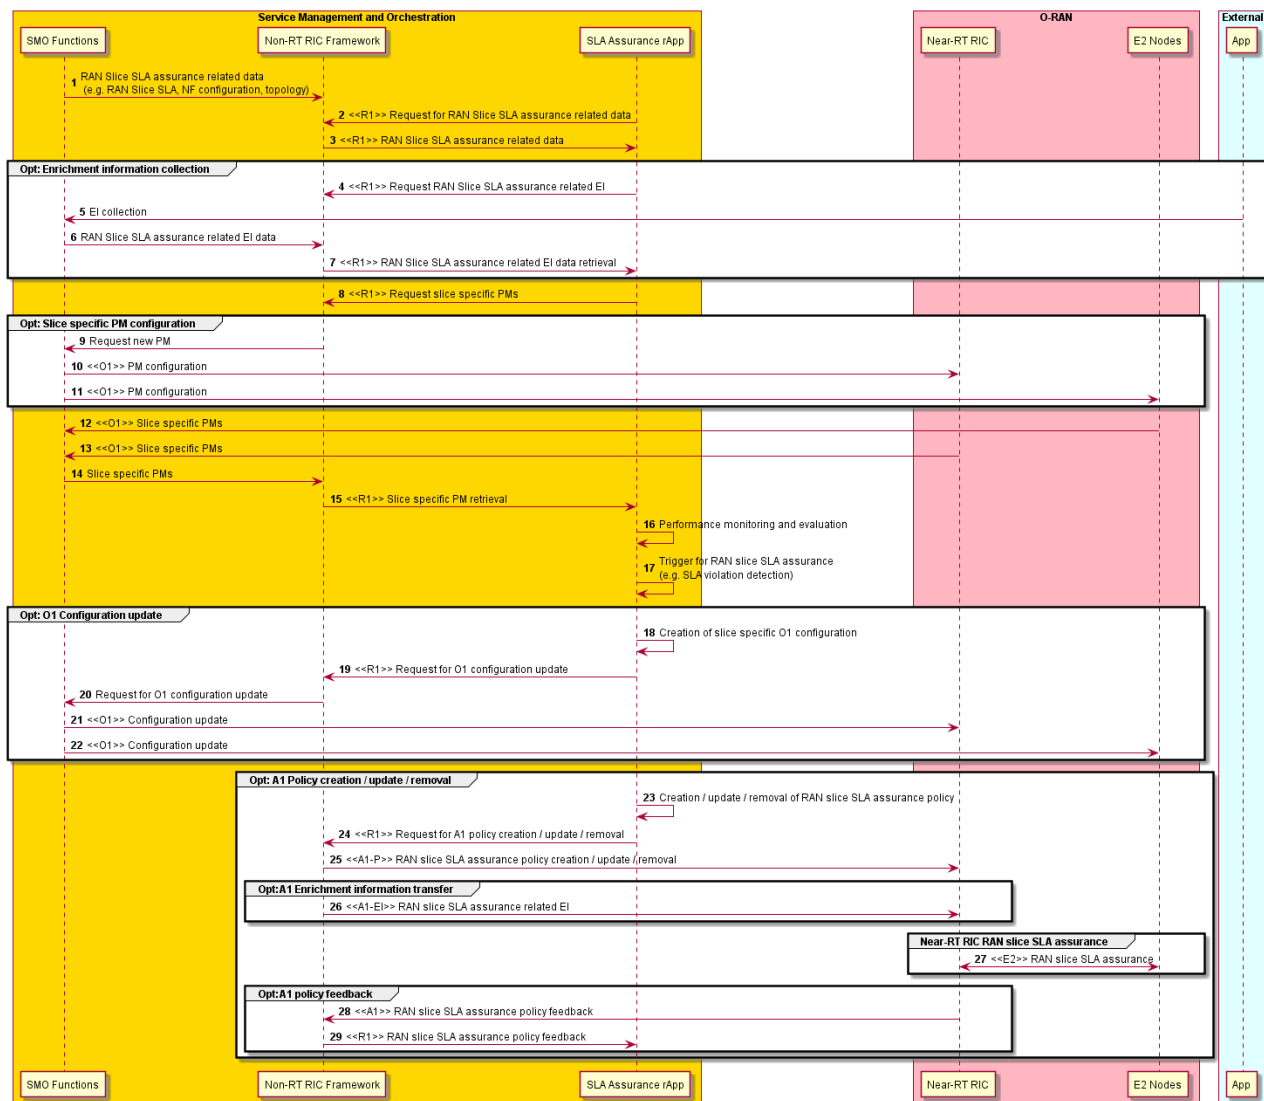 Service Management and Orchestration
O-RAN
External
SMO Functions
Non-RT RIC Framework
SLA Assurance rApp
Near-RT RIC
E2 Nodes
App
1 RAN Slice SLA assurance related data
(e.g. RAN Slice SLA, NF configuration, topology)
2 <<R1>> Request for RAN Slice SLA assurance related data
3 <<R1>> RAN Slice SLA assurance related data
Opt: Enrichment information collection
4 <<R1>> Request RAN Slice SLA assurance related EI
5 EI collection
6 RAN Slice SLA assurance related EI data
7 <<R1>> RAN Slice SLA assurance related EI data retrieval
8 <<R1>> Request slice specific PMs
Opt: Slice specific PM configuration
9 Request new PM
10 <<O1>> PM configuration
11 <<O1>> PM configuration
12 <<O1>> Slice specific PMs
13 <<O1>> Slice specific PMs
14 Slice specific PMs
15 <<R1>> Slice specific PM retrieval
16 Performance monitoring and evaluation
17 Trigger for RAN slice SLA assurance
(e.g. SLA violation detection)
Opt: O1 Configuration update
18 Creation of slice specific O1 configuration
19 <<R1>> Request for O1 configuration update
20 Request for O1 configuration update
21 <<O1>> Configuration update
22 <<O1>> Configuration update
Opt: A1 Policy creation / update / removal
23 Creation / update / removal of RAN slice SLA assurance policy
24 <<R1>> Request for A1 policy creation / update / removal
25 <<A1-P>> RAN slice SLA assurance policy creation / update / removal
Opt:A1 Enrichment information transfer
26 <<A1-EI>> RAN slice SLA assurance related EI
Near-RT RIC RAN slice SLA assurance
27 <<E2>> RAN slice SLA assurance
Opt:A1 policy feedback
28 <<A1>> RAN slice SLA assurance policy feedback
29 <<R1>> RAN slice SLA assurance policy feedback
SMO Functions
Non-RT RIC Framework
SLA Assurance rApp
Near-RT RIC
E2 Nodes
App